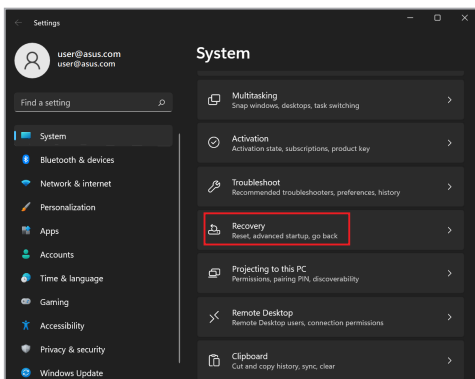 Settings
user@asus.com
user@asus.com
Find a setting
System
Bluetooth & devices
Network & internet
Personalization
Apps
Accounts
Time & language
Gaming
Accessibility
Privacy & security
Windows Update
System
Multitasking
Snap windows, desktops, task switching
Activation
Activation state, subscriptions, product key
Troubleshoot
Recommended troubleshooters, preferences, history
Recovery
Reset, advanced startup, go back
Projecting to this PC
Permissions, pairing PIN, discoverability
Remote Desktop
Remote Desktop users, connection permissions
Clipboard
Cut and copy history, sync, clear